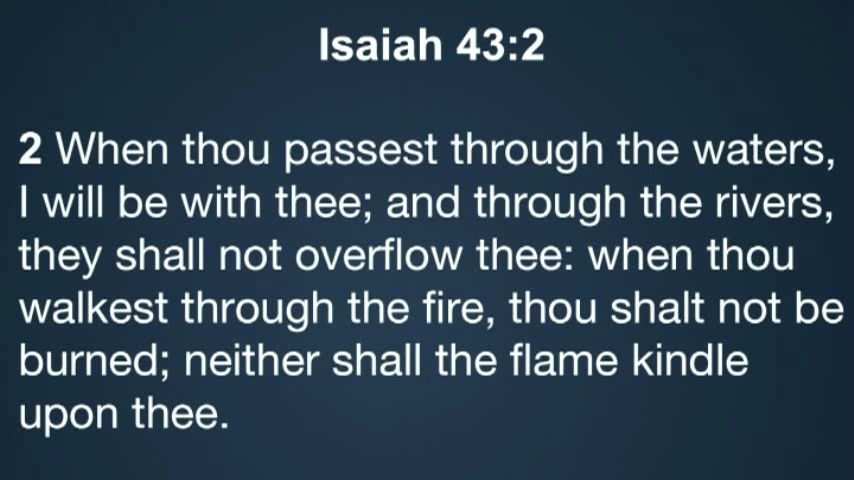 Isaiah 43:2
2 When thou passest through the waters,
I will be with thee; and through the rivers,
they shall not overflow thee: when thou
walkest through the fire, thou shalt not be
burned; neither shall the flame kindle
upon thee.